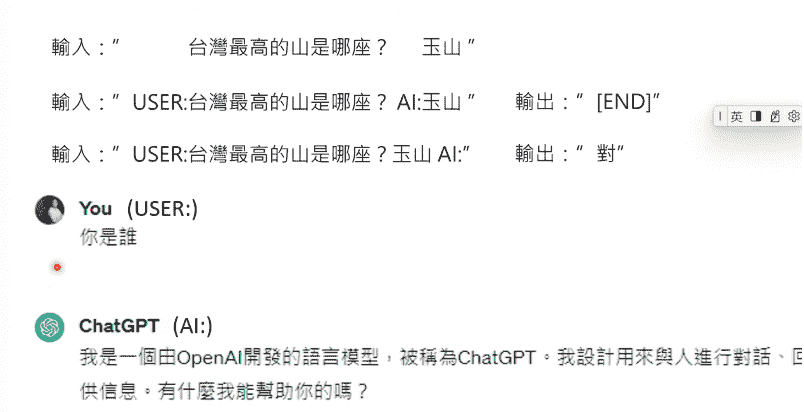 輸入：” 台灣最高的山是哪座？ 玉山 ”
輸入：” USER:台灣最高的山是哪座？ AI:玉山 ” 輸出：” [END]”
英
輸入：” USER:台灣最高的山是哪座？玉山 AI:” 輸出：” 對”
You (USER:)
你是誰
ChatGPT (AI:)
我是一個由OpenAI開發的語言模型，被稱為ChatGPT。我設計用來與人進行對話、
供信息。有什麼我能幫助你的嗎？